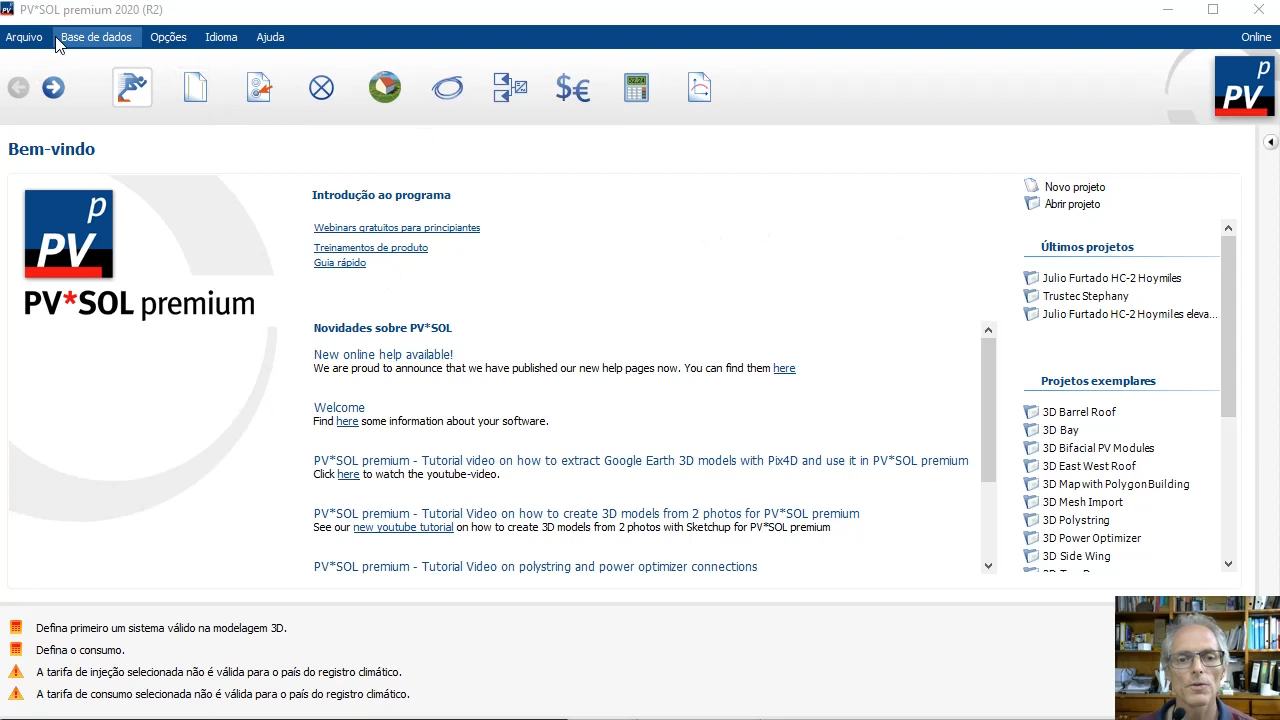 PV*SOL premium 2020 (R2)
Arquivo Base de dados Opções Idioma Ajuda Online
$€
52,24
p
PV
Bem-vindo
p
PV
PV*SOL premium
Introdução ao programa
Webinars gratuitos para principiantes
Treinamentos de produto
Guia rápido
Novidades sobre PV*SOL
New online help available!
We are proud to announce that we have published our new help pages now. You can find them here
Welcome
Find here some information about your software.
PV*SOL premium - Tutorial video on how to extract Google Earth 3D models with Pix4D and use it in PV*SOL premium
Click here to watch the youtube-video.
PV*SOL premium - Tutorial Video on how to create 3D models from 2 photos for PV*SOL premium
See our new youtube tutorial on how to create 3D models from 2 photos with Sketchup for PV*SOL premium
PV*SOL premium - Tutorial Video on polystring and power optimizer connections
Novo projeto
Abrir projeto
Últimos projetos
Julio Furtado HC-2 Hoymiles
Trustec Stephany
Julio Furtado HC-2 Hoymiles eleva...
Projetos exemplares
3D Barrel Roof
3D Bay
3D Bifacial PV Modules
3D East West Roof
3D Map with Polygon Building
3D Mesh Import
3D Polystring
3D Power Optimizer
3D Side Wing
Defina primeiro um sistema válido na modelagem 3D.
Defina o consumo.
A tarifa de injeção selecionada não é válida para o país do registro climático.
A tarifa de consumo selecionada não é válida para o país do registro climático.